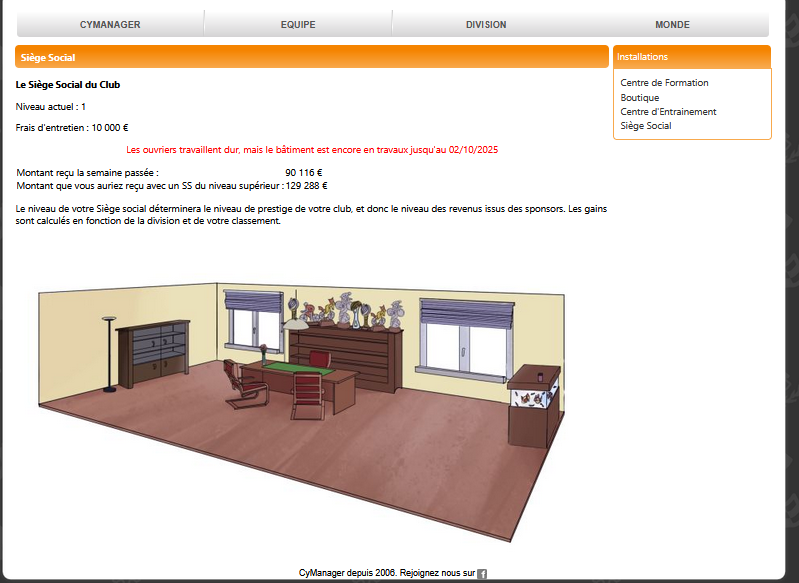 CYMANAGER
EQUIPE
DIVISION
MONDE
Siège Social
Le Siège Social du Club
Niveau actuel : 1
Frais d'entretien : 10 000 €
Les ouvriers travaillent dur, mais le bâtiment est encore en travaux jusqu'au 02/10/2025
Montant reçu la semaine passée : 90 116 €
Montant que vous auriez reçu avec un SS du niveau supérieur : 129 288 €
Le niveau de votre Siège social déterminera le niveau de prestige de votre club, et donc le niveau des revenus issus des sponsors. Les gains
sont calculés en fonction de la division et de votre classement.
Installations
Centre de Formation
Boutique
Centre d'Entrainement
Siège Social
CyManager depuis 2006. Rejoignez nous sur f